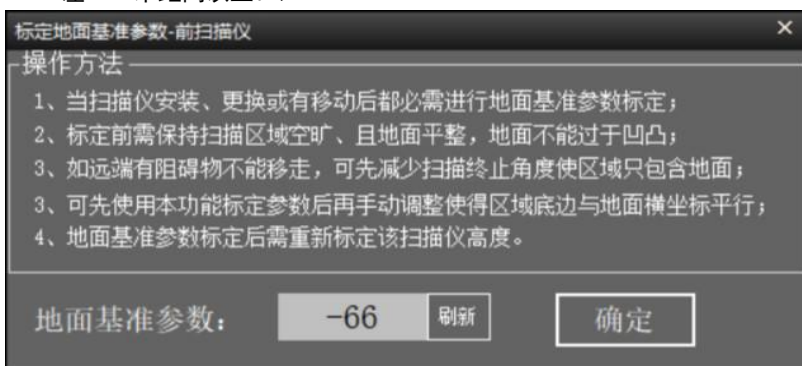 标定地面基准参数-前扫描仪
操作方法
1、当扫描仪安装、更换或有移动后都必需进行地面基准参数标定；
2、标定前需保持扫描区域空旷、且地面平整，地面不能过于凹凸；
3、如远端有阻碍物不能移走，可先减少扫描终止角度使区域只包含地面；
3、可先使用本功能标定参数后再手动调整使得区域底边与地面横坐标平行；
4、地面基准参数标定后需重新标定该扫描仪高度。
地面基准参数： -66 刷新 确定